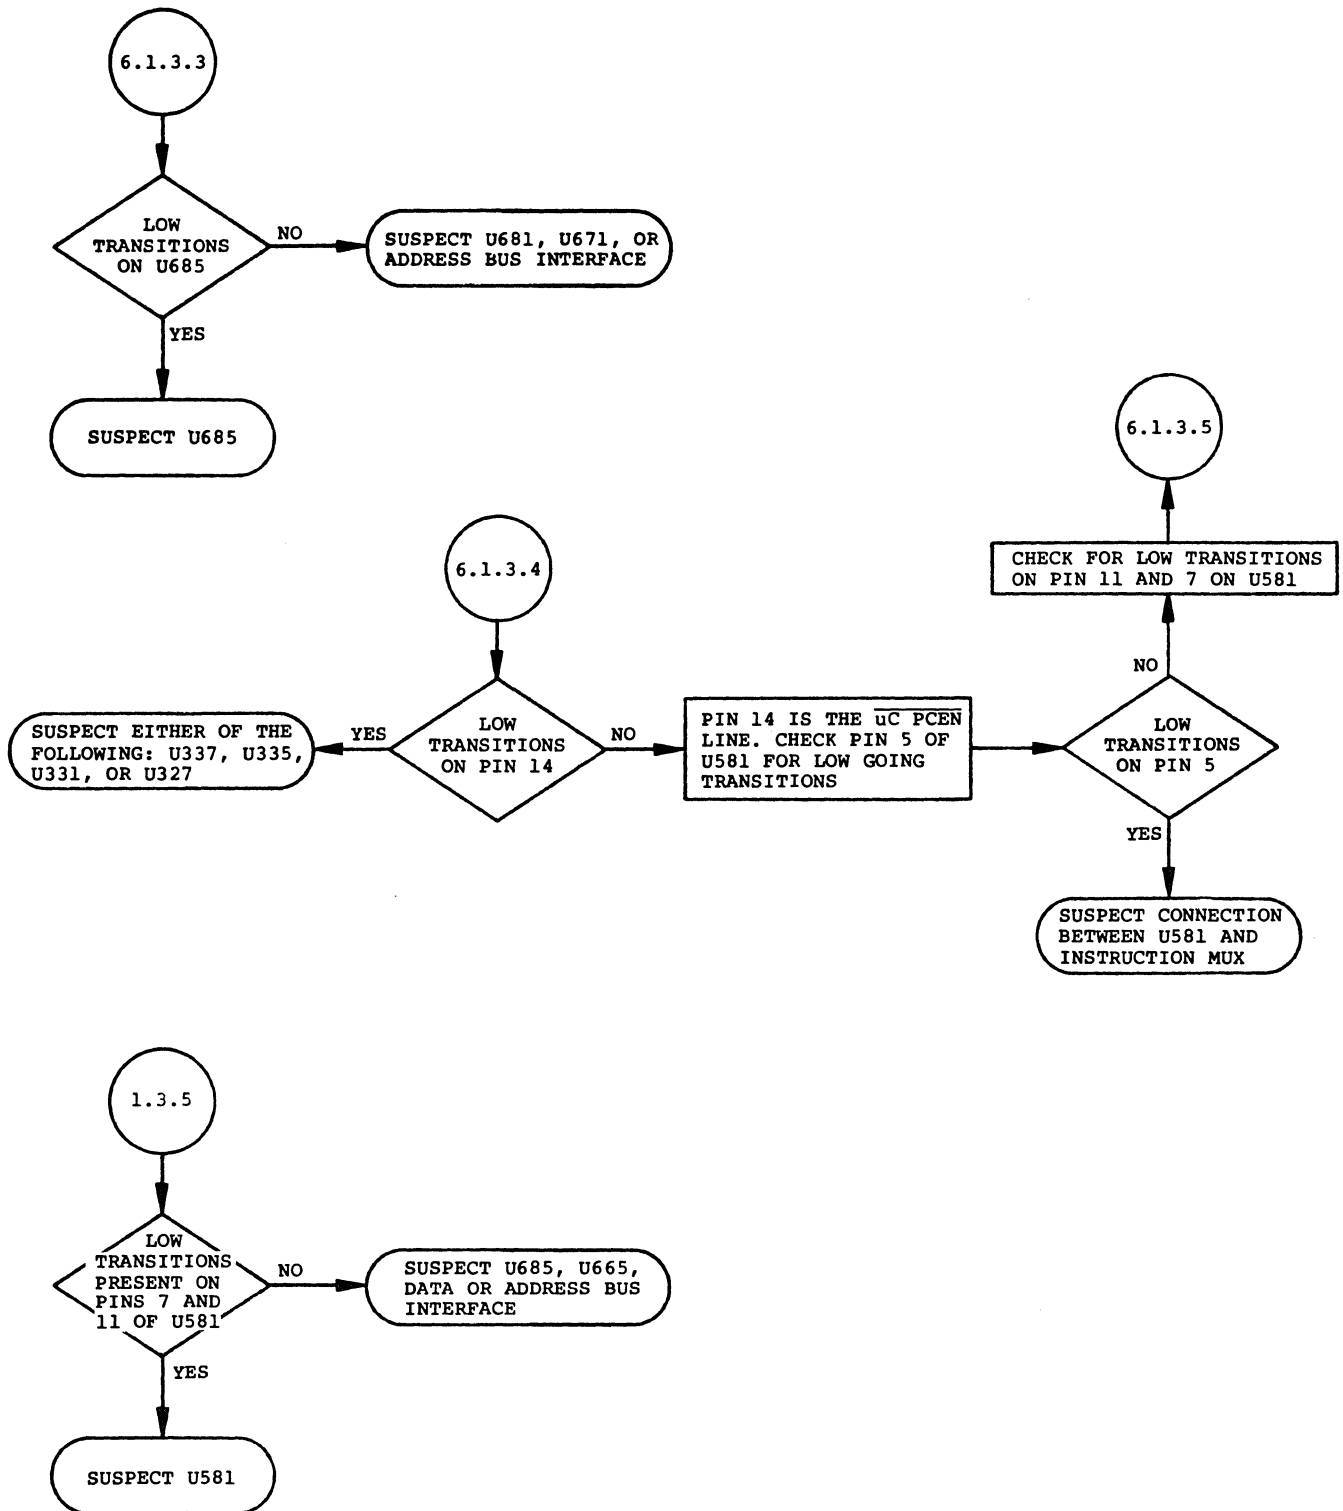 6.1.3.3
LOW
TRANSITIONS
ON U685
NO
SUSPECT U681, U671, OR
ADDRESS BUS INTERFACE
YES
SUSPECT U685
6.1.3.5
CHECK FOR LOW TRANSITIONS
ON PIN 11 AND 7 ON U581
6.1.3.4
SUSPECT EITHER OF THE
FOLLOWING: U337, U335,
U331, OR U327
YES
LOW
TRANSITIONS
ON PIN 14
NO
PIN 14 IS THE uC PCEN
LINE. CHECK PIN 5 OF
U581 FOR LOW GOING
TRANSITIONS
NO
LOW
TRANSITIONS
ON PIN 5
YES
SUSPECT CONNECTION
BETWEEN U581 AND
INSTRUCTION MUX
1.3.5
LOW
TRANSITIONS
PRESENT ON
PINS 7 AND
11 OF U581
NO
SUSPECT U685, U665,
DATA OR ADDRESS BUS
INTERFACE
YES
SUSPECT U581